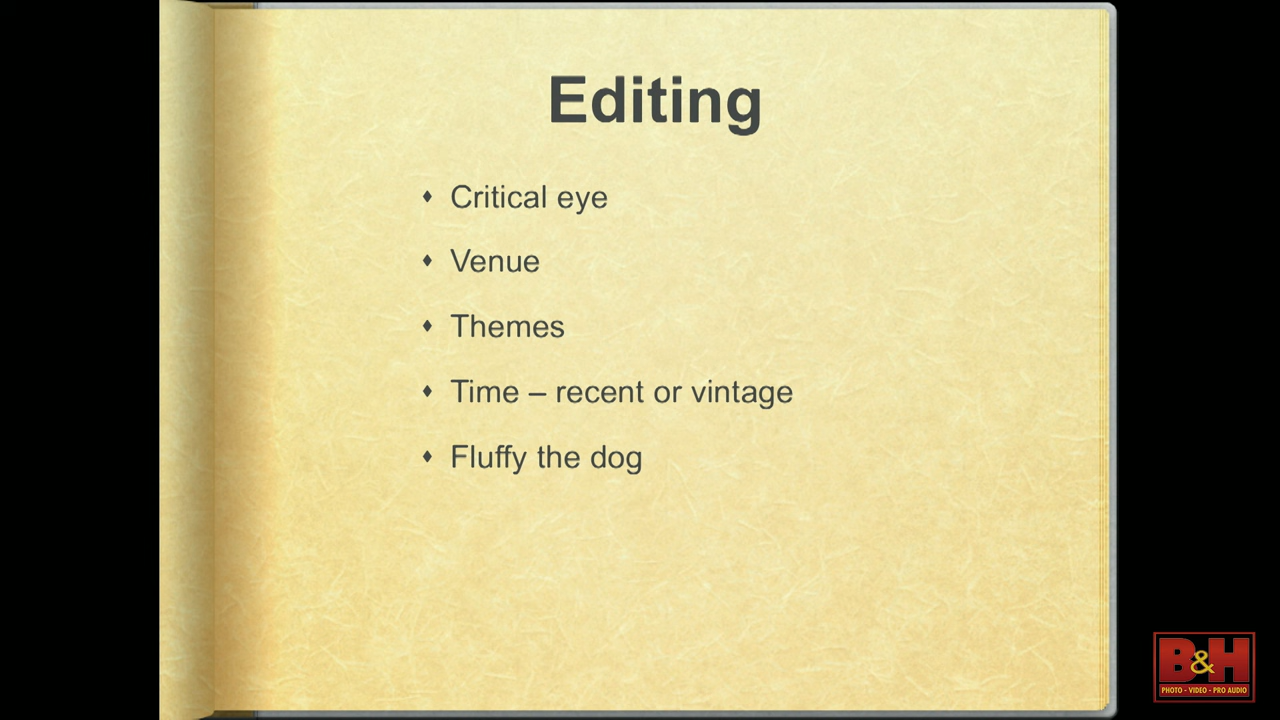 Editing
Critical eye
Venue
Themes
Time – recent or vintage
Fluffy the dog
B&H
PHOTO - VIDEO - PRO AUDIO